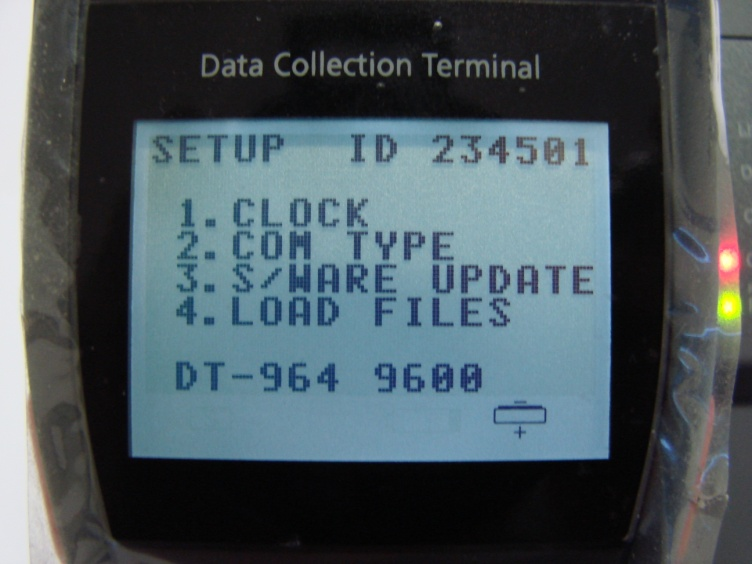 Data Collection Terminal
SETUP ID 234501
1. CLOCK
2. COM TYPE
3. S/WARE UPDATE
4. LOAD FILES
DT-964 9600